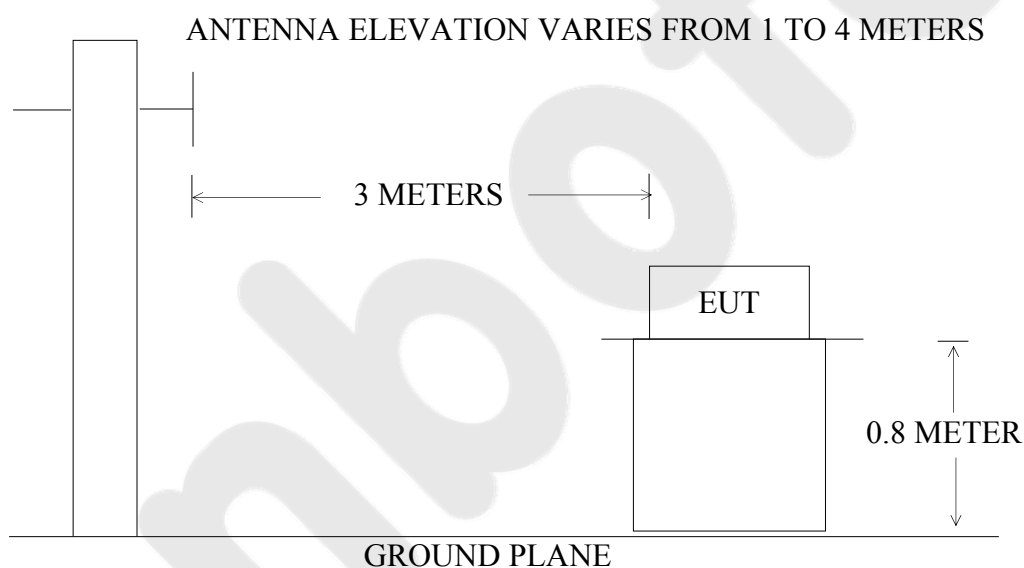 ANTENNA ELEVATION VARIES FROM 1 TO 4 METERS
3 METERS
EUT
0.8 METER
GROUND PLANE